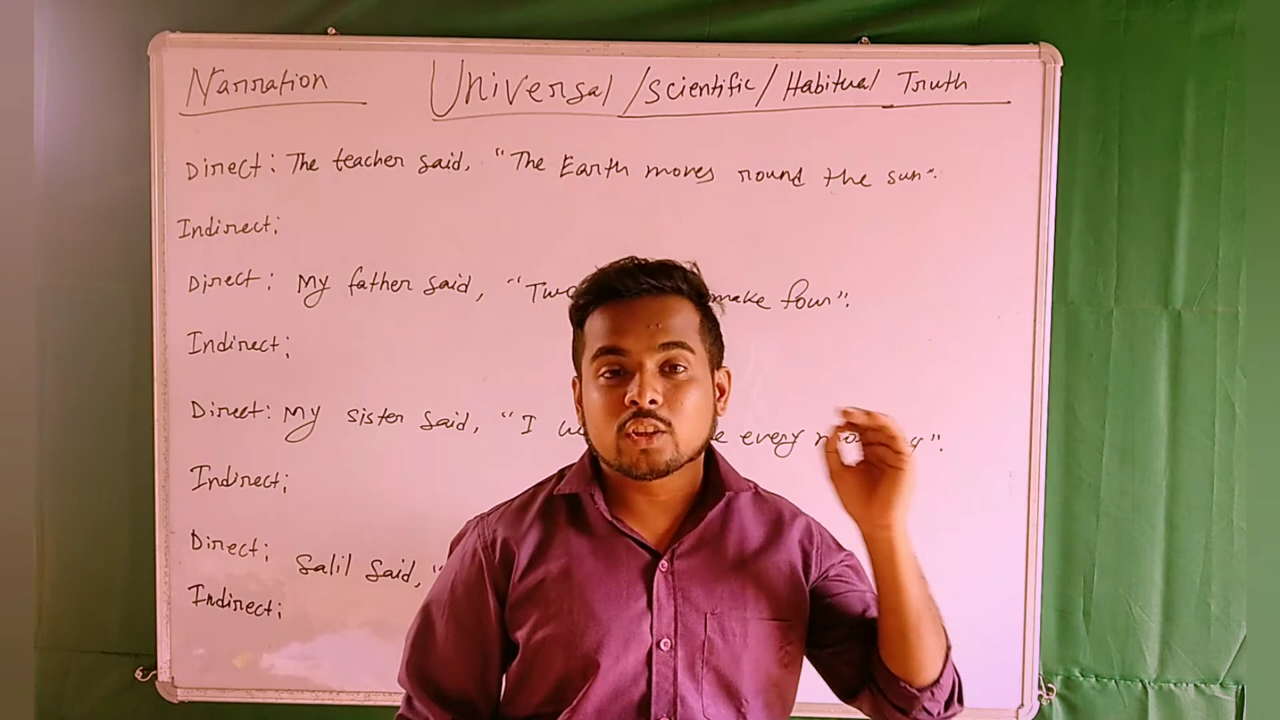 Narration Universal/Scientific/Habitual Truth
Direct: The teacher said, "The Earth moves round the sun".
Indirect:
Direct: My father said, "Two make four".
Indirect:
Direct: My sister said, "I every
Indirect:
Direct: Salil said, "
Indirect: